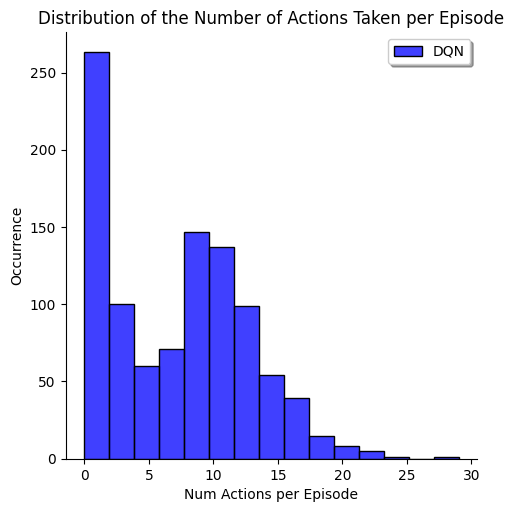 Distribution of the Number of Actions Taken per Episode
DQN
Occurrence
250
200
150
100
50
0
0 5 10 15 20 25 30
Num Actions per Episode